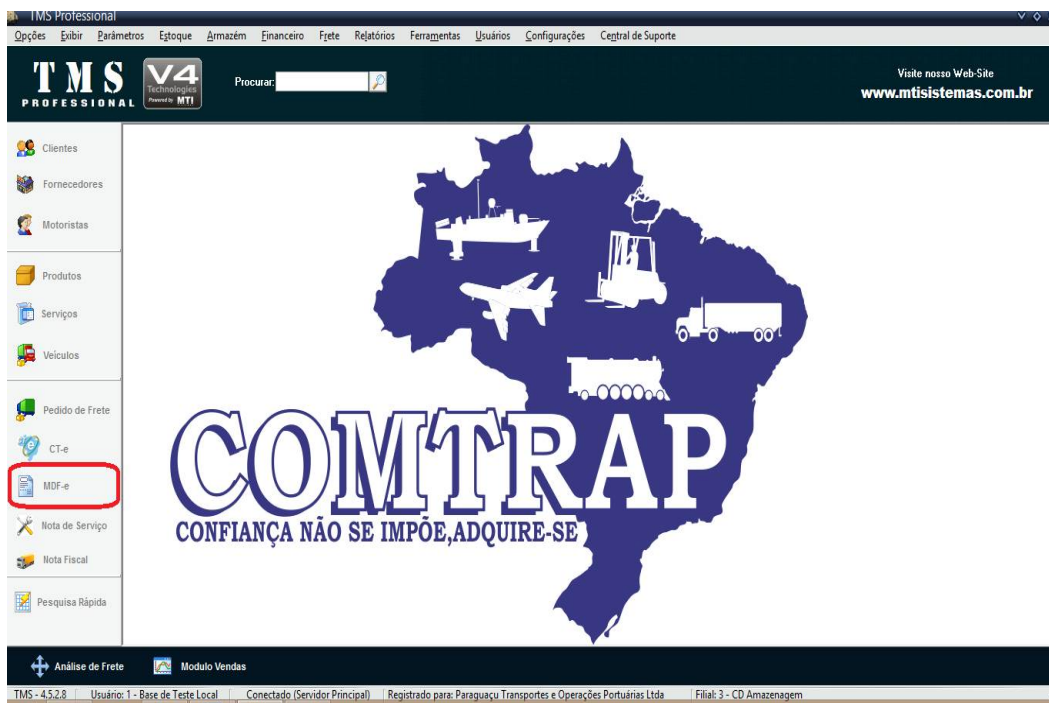 TMS Professional
Opções Exibir Parâmetros Estoque Armazém Financeiro Frete Relatórios Ferramentas Usuários Configurações Central de Suporte
TMS
PROFESSIONAL
V4
Technologies
Powered by MTI
Procurar:
Visite nosso Web-Site
www.mtisistemas.com.br
Clientes
Fornecedores
Motoristas
Produtos
Serviços
Veiculos
Pedido de Frete
CT-e
MDF-e
Nota de Serviço
Nota Fiscal
Pesquisa Rápida
COMTRAP
CONFIANÇA NÃO SE IMPÕE,ADQUIRE-SE
Análise de Frete Modulo Vendas
TMS - 4.5.2.8 Usuário: 1 - Base de Teste Local Conectado (Servidor Principal) Registrado para: Paraguaçu Transportes e Operações Portuárias Ltda Filial: 3 - CD Amazenagem